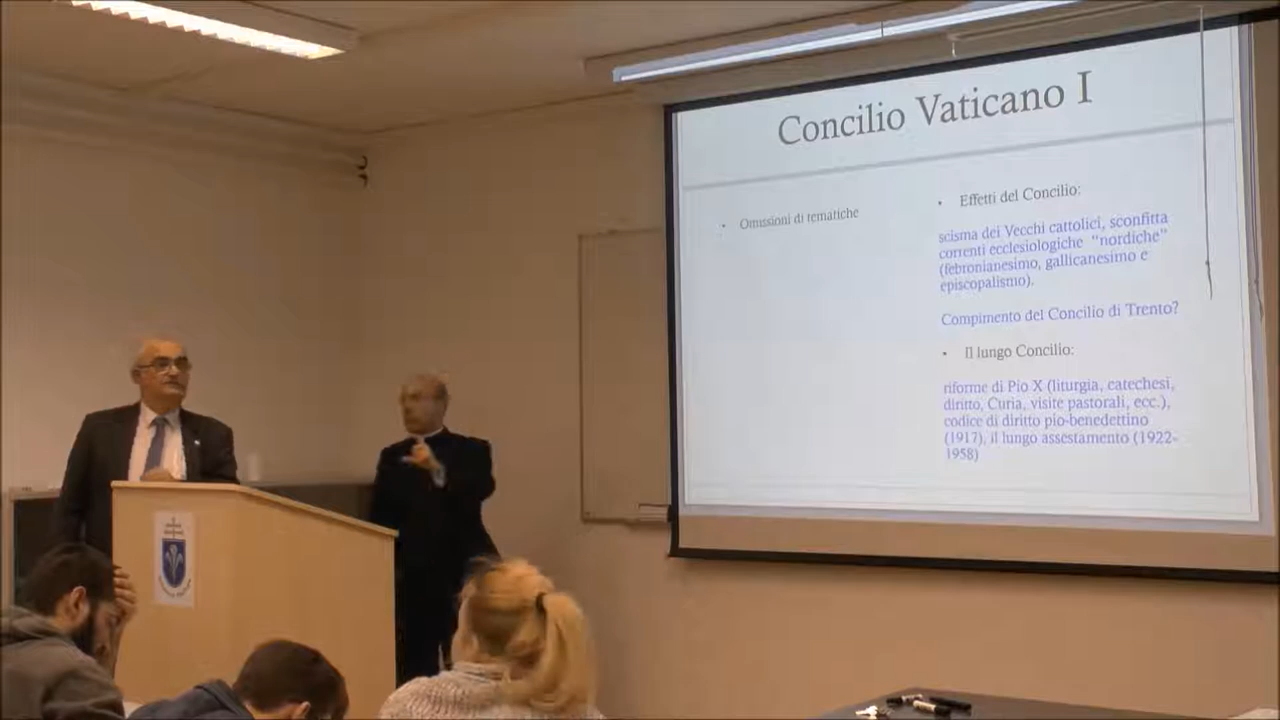 Concilio Vaticano I
• Omissioni di tematiche
• Effetti del Concilio:
scisma dei Vecchi cattolici, sconfitta
correnti ecclesiologiche "nordiche"
(febronianesimo, gallicanesimo e
episcopalismo).
Compimento del Concilio di Trento?
• Il lungo Concilio:
riforme di Pio X (liturgia, catechesi,
diritto, Curia, visite pastorali, ecc.),
codice di diritto pio-benedettino
(1917), il lungo assestamento (1922-
1958)